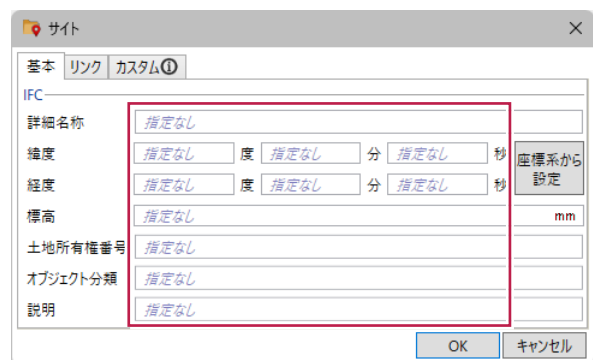 サイト
基本 リンク カスタム
IFC
詳細名称 指定なし
緯度 指定なし 度 指定なし 分 指定なし 秒 座標系から設定
経度 指定なし 度 指定なし 分 指定なし 秒
標高 指定なし mm
土地所有権番号 指定なし
オブジェクト分類 指定なし
説明 指定なし
OK キャンセル